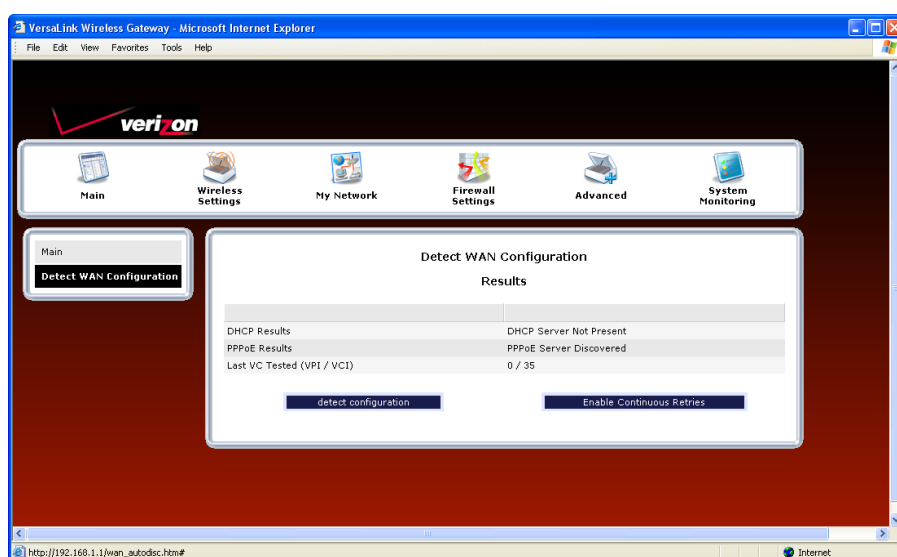 VersaLink Wireless Gateway - Microsoft Internet Explorer
File Edit View Favorites Tools Help
verizon
Main
Wireless Settings
My Network
Firewall Settings
Advanced
System Monitoring
Main
Detect WAN Configuration
Detect WAN Configuration
Results
DHCP Results DHCP Server Not Present
PPPoE Results PPPoE Server Discovered
Last VC Tested (VPI / VCI) 0 / 35
detect configuration Enable Continuous Retries
http://192.168.1.1/wan_autodisc.htm# Internet